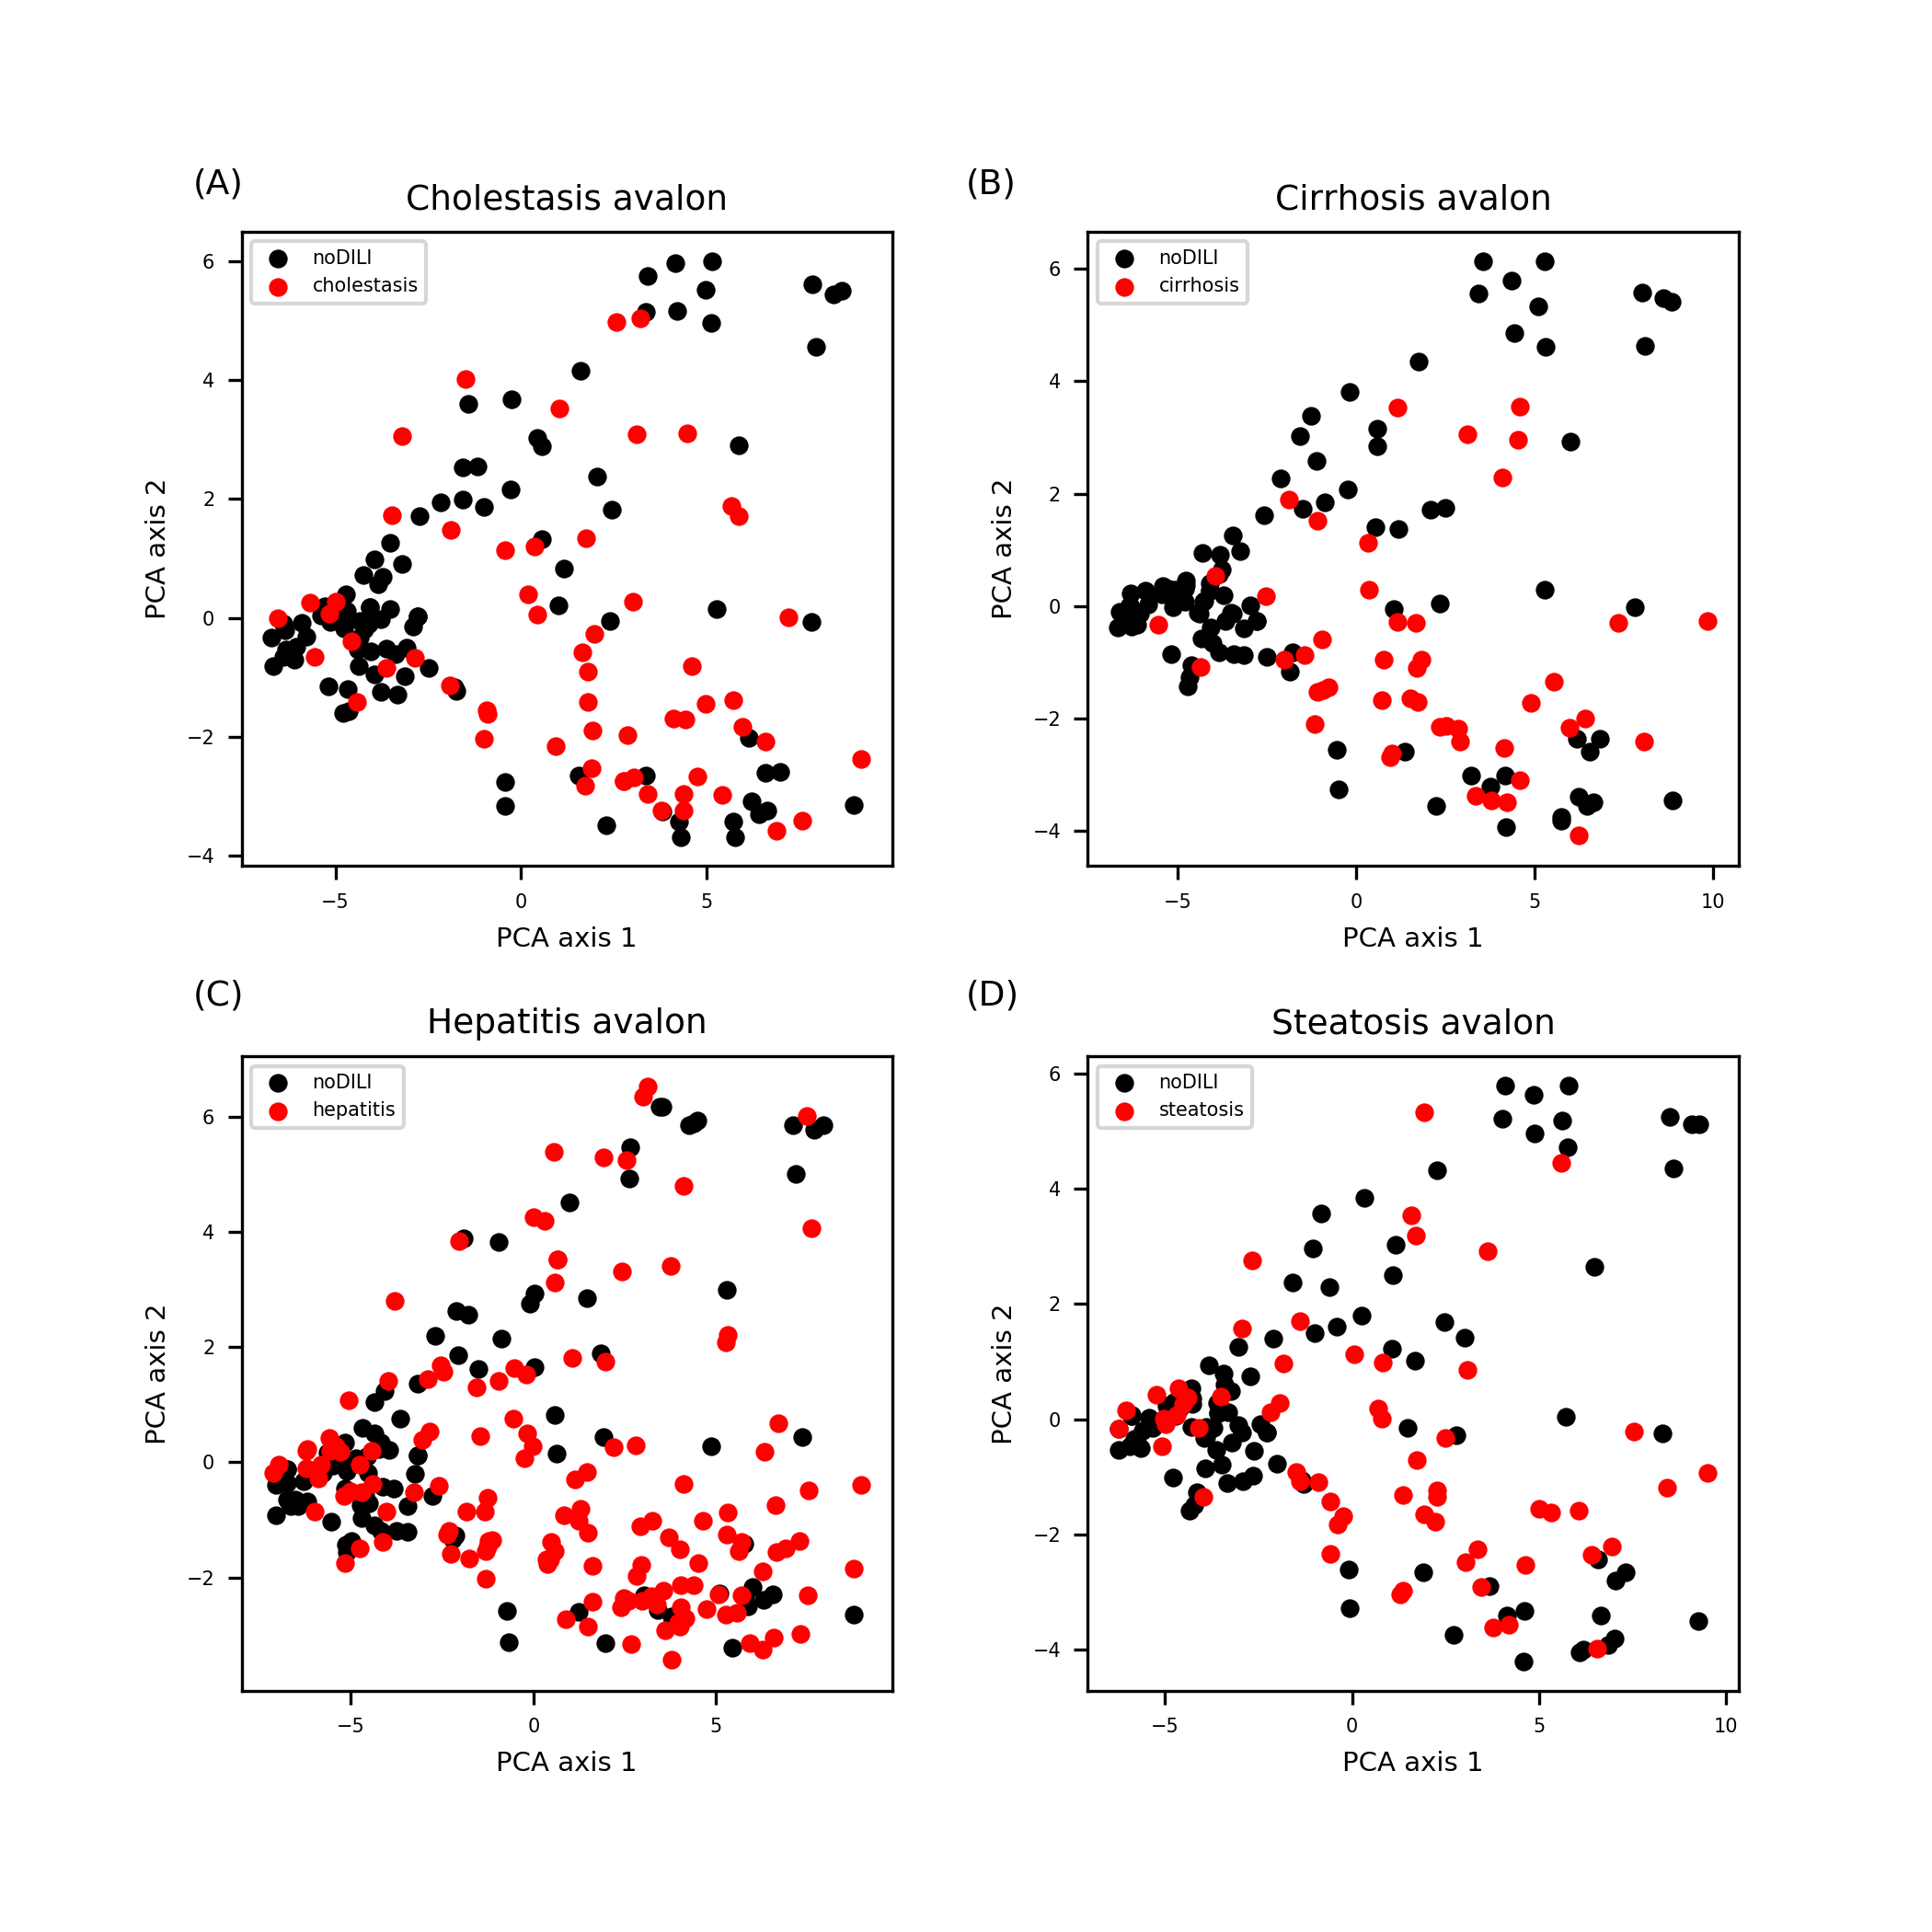 (A)
Cholestasis avalon
noDILI
cholestasis
6
4
2
0
−2
−4
PCA axis 2
−5 0 5
PCA axis 1
(B)
Cirrhosis avalon
noDILI
cirrhosis
6
4
2
0
−2
−4
PCA axis 2
−5 0 5 10
PCA axis 1
(C)
Hepatitis avalon
noDILI
hepatitis
6
4
2
0
−2
PCA axis 2
−5 0 5
PCA axis 1
(D)
Steatosis avalon
noDILI
steatosis
6
4
2
0
−2
−4
PCA axis 2
−5 0 5 10
PCA axis 1